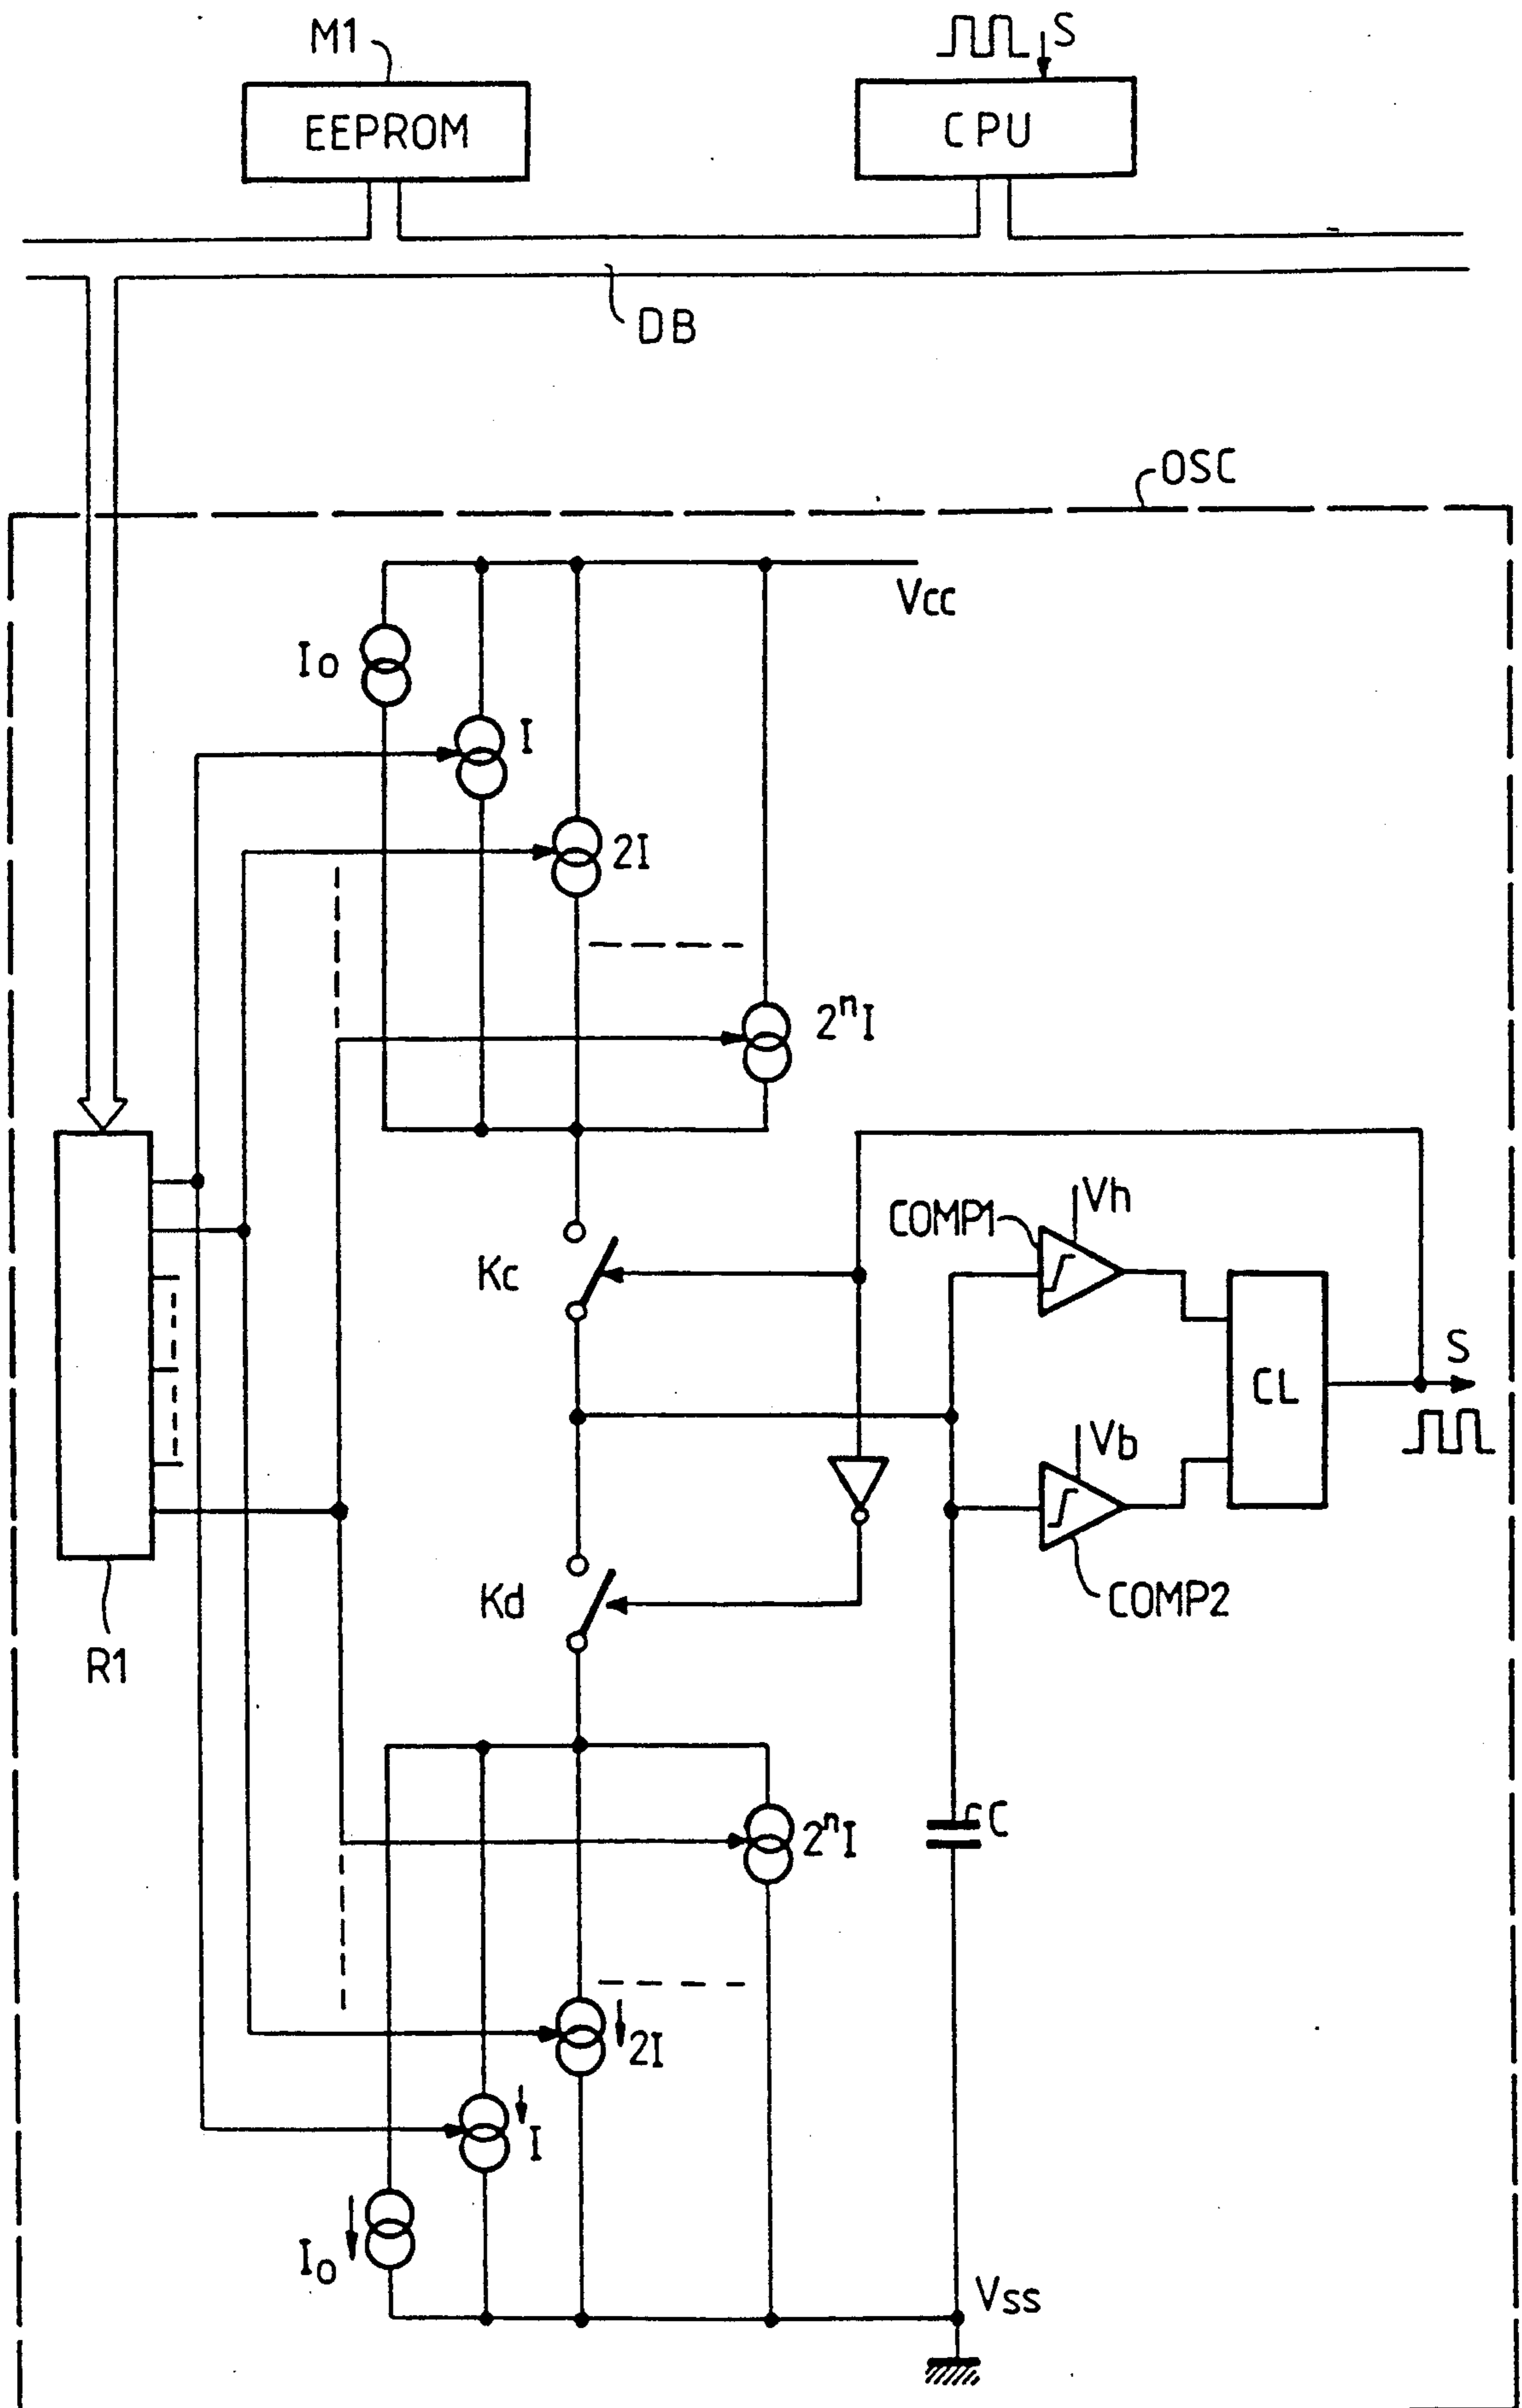 M1
S
EEPROM
CPU
DB
OSC
Vcc
Io
I
2I
2ⁿI
Vh
COMP1
Kc
S
CL
Vb
Kd
COMP2
R1
C
2ⁿI
2I
I
Io
Vss